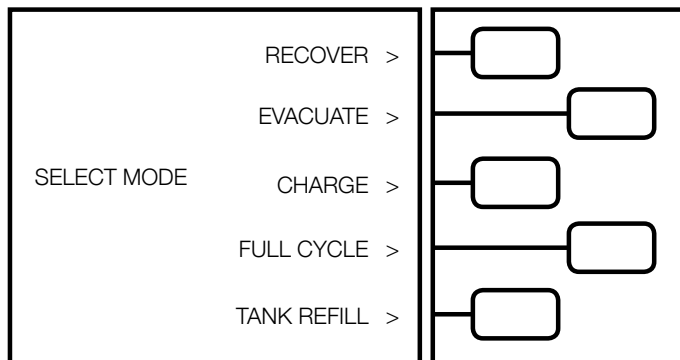 RECOVER >
EVACUATE >
SELECT MODE CHARGE >
FULL CYCLE >
TANK REFILL >